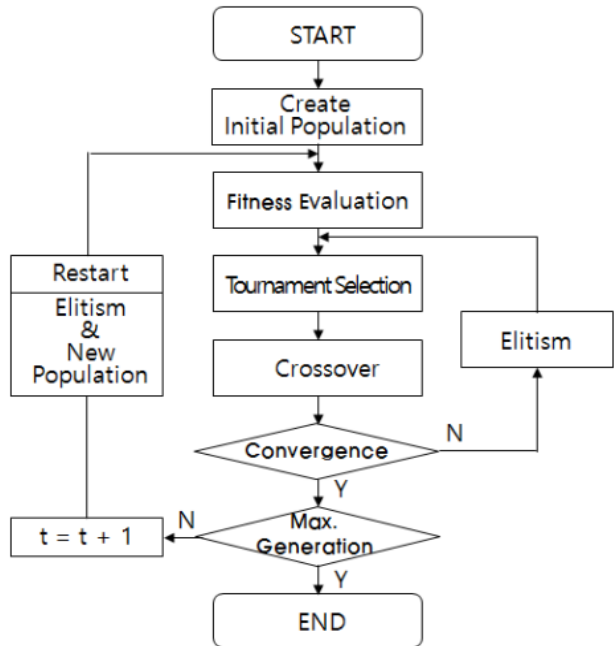 START
Create
Initial Population
Fitness Evaluation
Restart
Elitism
&
New
Population
Tournament Selection
Elitism
Crossover
Convergence
N
Y
t = t + 1
N
Max.
Generation
Y
END